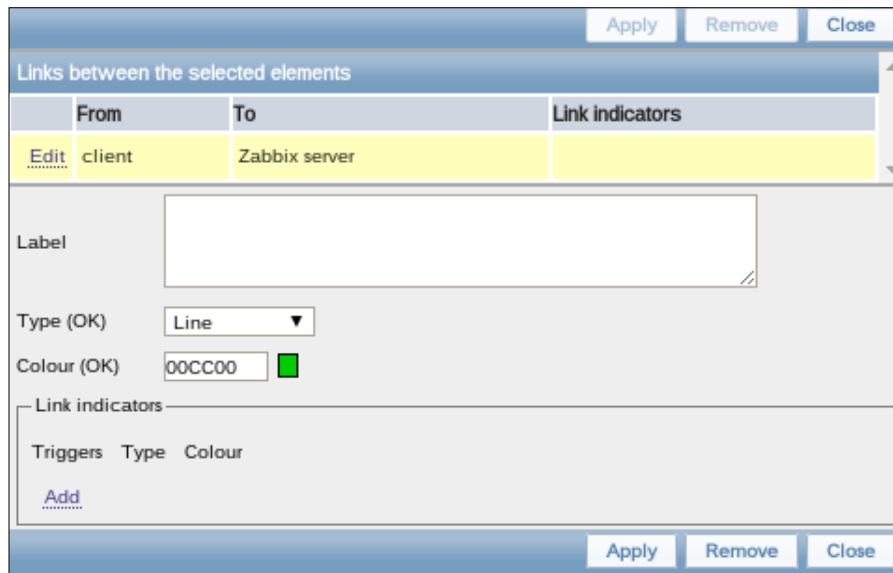 Apply Remove Close
Links between the selected elements
From To Link indicators
Edit client Zabbix server
Label
Type (OK) Line
Colour (OK) 00CC00
Link indicators
Triggers Type Colour
Add
Apply Remove Close